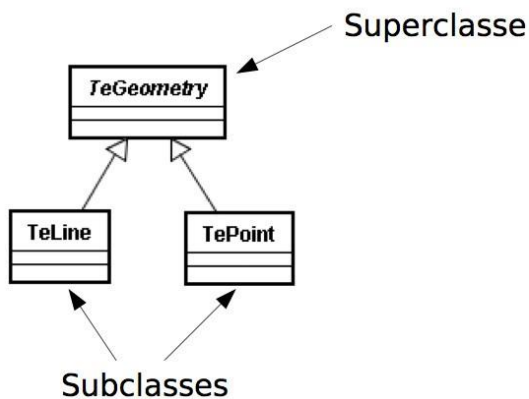 Superclasse
TeGeometry
TeLine
TePoint
Subclasses